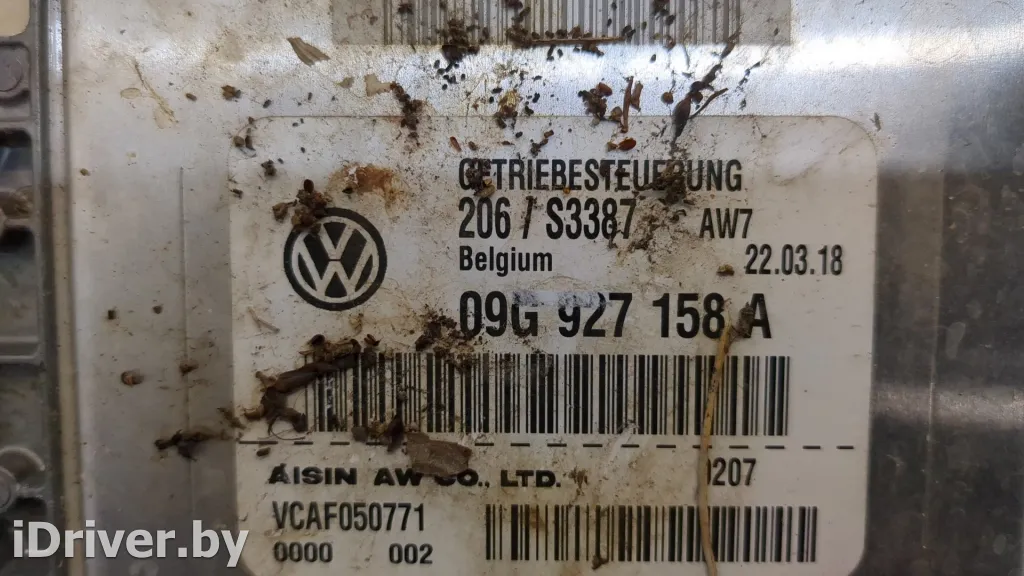 GETRIEBESTEUERUNG
206 / S3387 AW7
Belgium 22.03.18
09G 927 158 A
AISIN AW CO., LTD.
VCAF050771
0000 002
iDriver.by